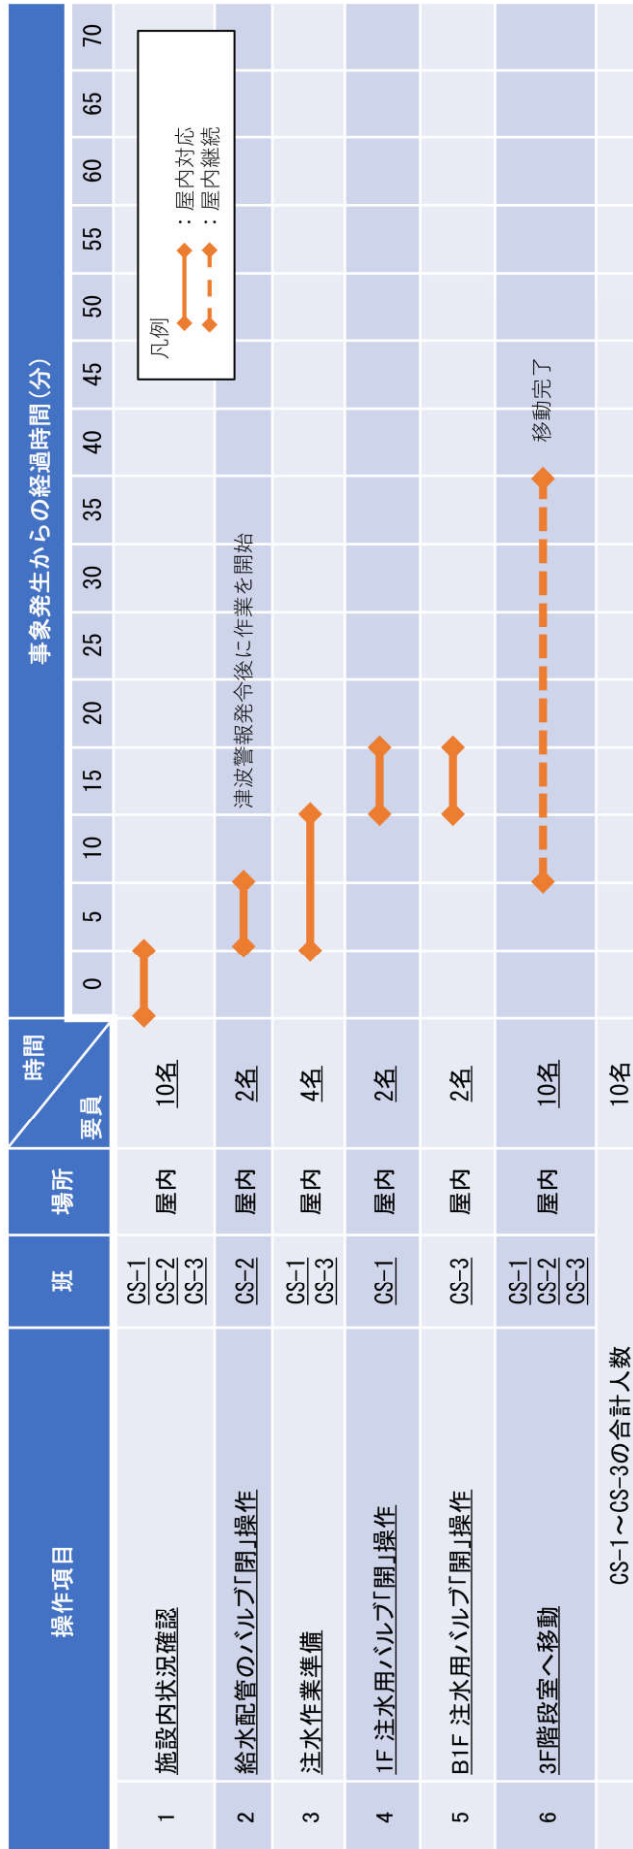 操作項目
班
場所
時間
要員
事象発生からの経過時間(分)
0 5 10 15 20 25 30 35 40 45 50 55 60 65 70
1
施設内状況確認
CS-1
CS-2
CS-3
屋内
10名
2
給水配管のバルブ｢閉｣操作
CS-2
屋内
2名
津波警報発令後に作業を開始
3
注水作業準備
CS-1
CS-3
屋内
4名
4
1F 注水用バルブ｢開｣操作
CS-1
屋内
2名
5
B1F 注水用バルブ｢開｣操作
CS-3
屋内
2名
6
3F階段室へ移動
CS-1
CS-2
CS-3
屋内
10名
移動完了
CS-1～CS-3の合計人数
10名
凡例
：屋内対応
：屋内継続